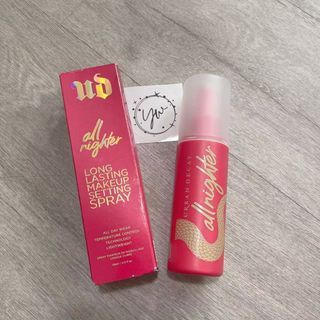 UD
all
nighter
LONG
LASTING
MAKEUP
SETTING
SPRAY
ALL DAY WEAR
TEMPERATURE CONTROL
TECHNOLOGY
LIGHTWEIGHT
yw
URBAN DECAY
all nighter